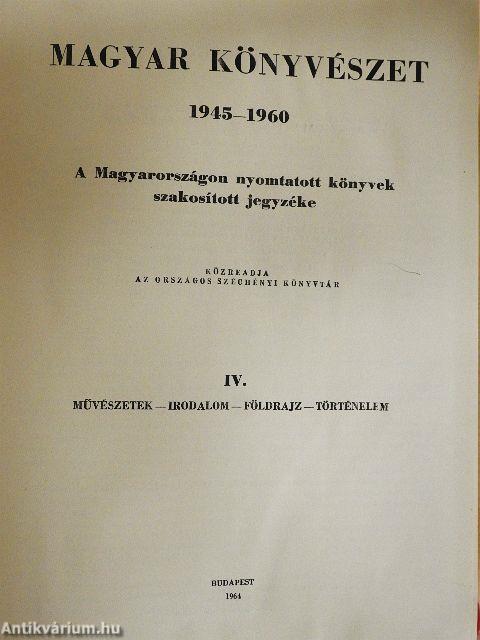 MAGYAR KÖNYVÉSZET
1945–1960
A Magyarországon nyomtatott könyvek
szakosított jegyzéke
KÖZREADJA
AZ ORSZÁGOS SZÉCHÉNYI KÖNYVTÁR
IV.
MŰVÉSZETEK — IRODALOM — FÖLDRAJZ — TÖRTÉNELEM
BUDAPEST
1964
Antikvárium.hu